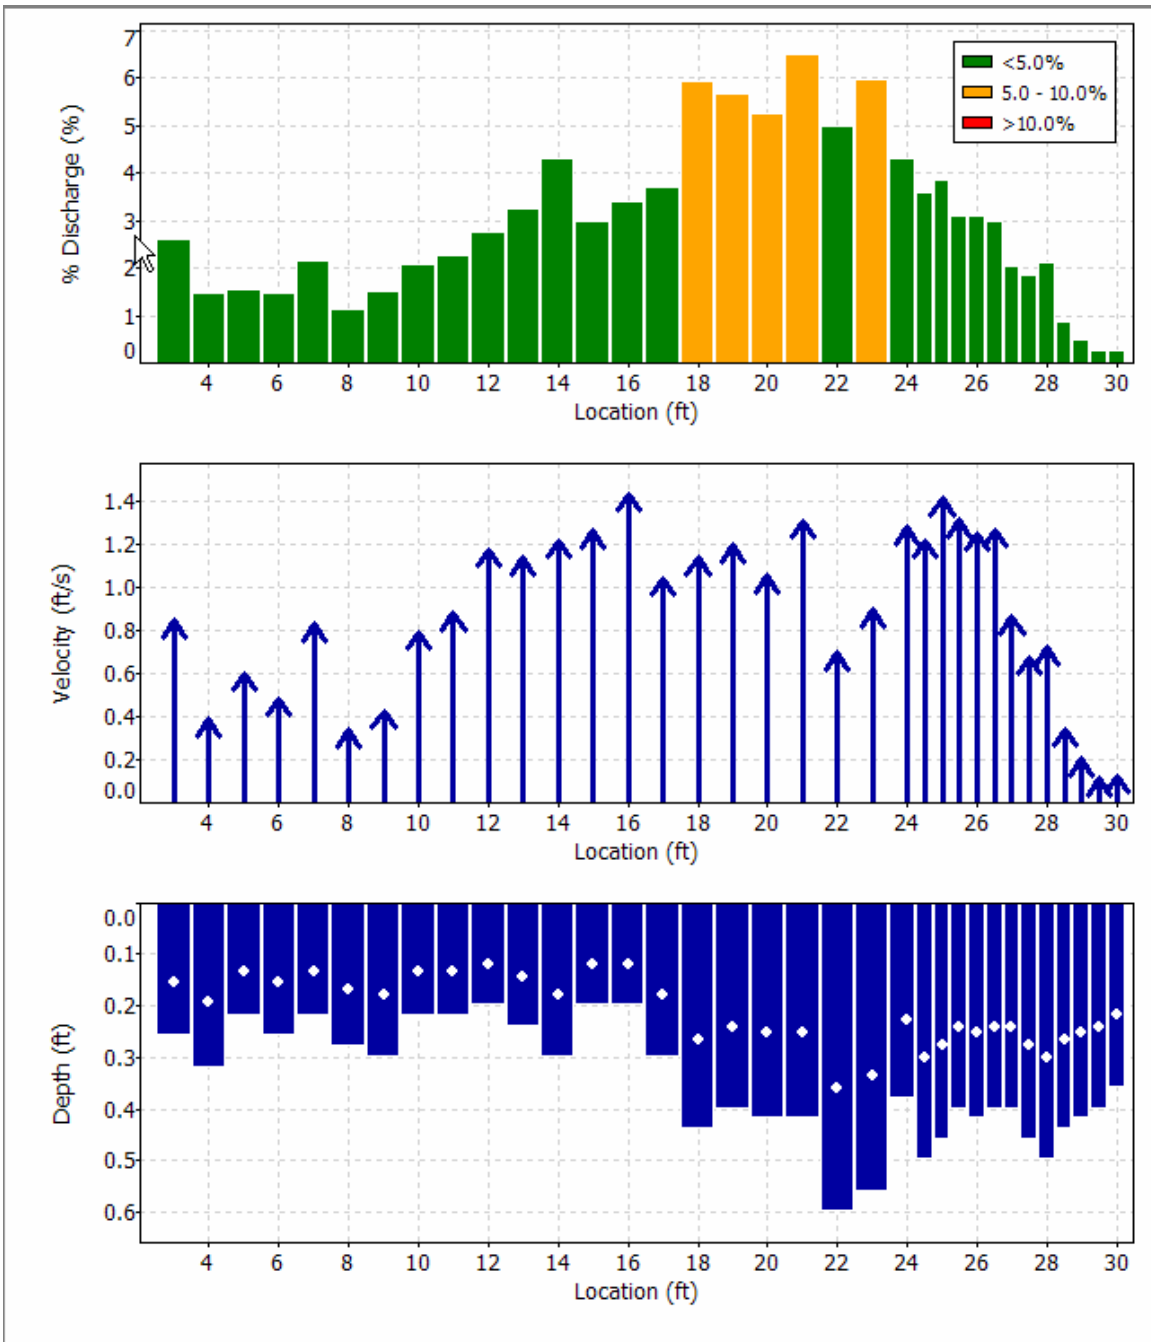 % Discharge (%)
7
6
5
4
3
2
1
0
<5.0%
5.0 - 10.0%
>10.0%
4 6 8 10 12 14 16 18 20 22 24 26 28 30
Location (ft)
Velocity (ft/s)
1.4
1.2
1.0
0.8
0.6
0.4
0.2
0.0
4 6 8 10 12 14 16 18 20 22 24 26 28 30
Location (ft)
Depth (ft)
0.0
0.1
0.2
0.3
0.4
0.5
0.6
4 6 8 10 12 14 16 18 20 22 24 26 28 30
Location (ft)